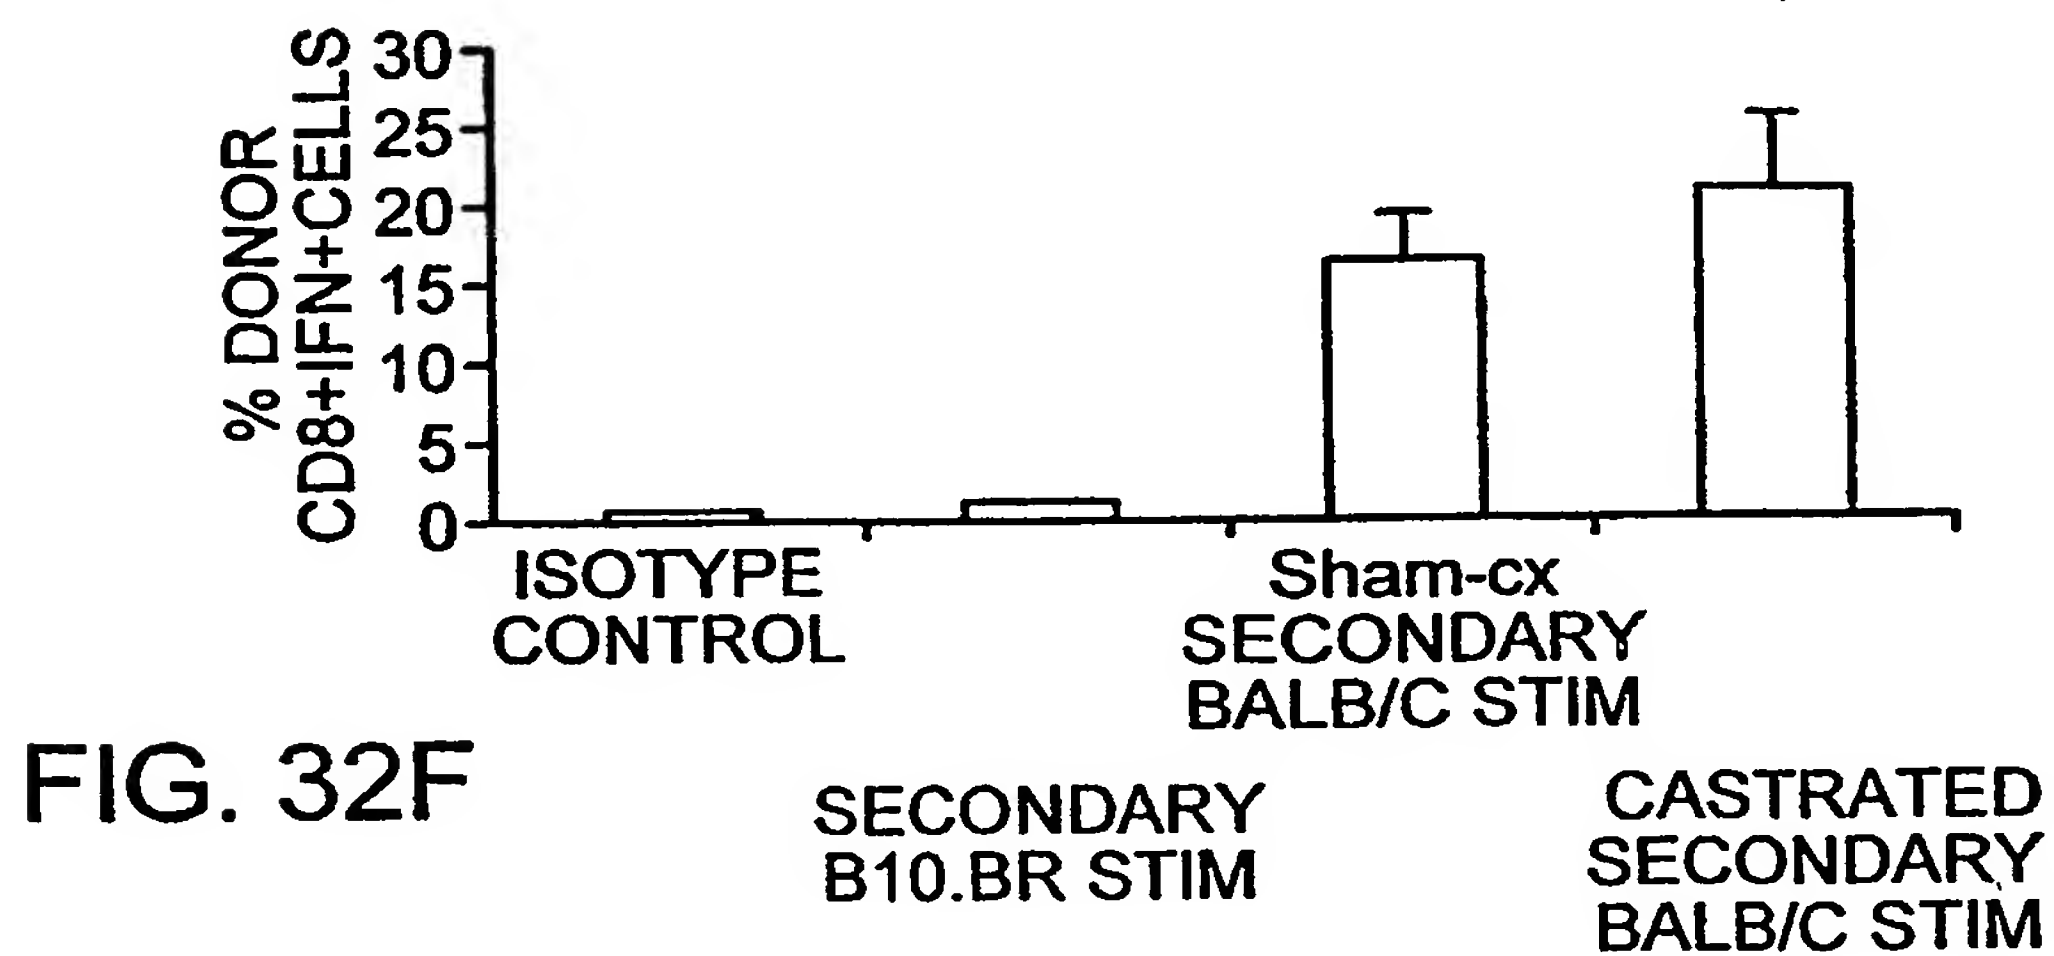 % DONOR
CD8+IFN+CELLS
30
25
20
15
10
5
0
ISOTYPE
CONTROL
SECONDARY
B10.BR STIM
Sham-cx
SECONDARY
BALB/C STIM
CASTRATED
SECONDARY
BALB/C STIM
FIG. 32F